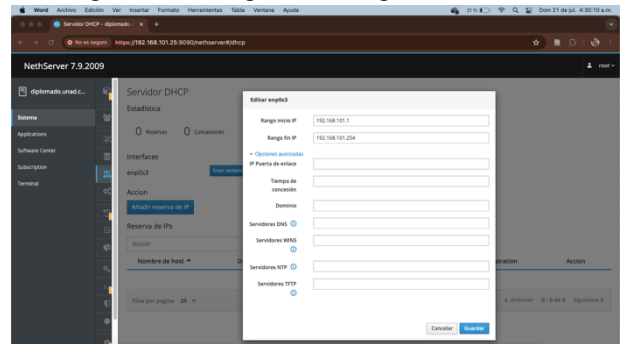 Word Archivo Edición Ver Insertar Formato Herramientas Tabla Ventana Ayuda 21 % Dom 21 de jul. 4:30:10 a.m.
Servidor DHCP - diplomado... × +
No es seguro https://192.168.101.25:9090/nethserver#/dhcp
NethServer 7.9.2009 root
diplomado.unad.c...
Sistema
Applications
Software Center
Subscription
Terminal
Servidor DHCP
Estadística
0 Reservas 0 Concesiones
Interfaces
enp0s3 Scan networ
Accion
Añadir reserva de IP
Reserva de IPs
Buscar
Nombre de host
Filas por pagina 25
Editar enp0s3
Rango inicio IP 192.168.101.1
Rango fin IP 192.168.101.254
Opciones avanzadas
IP Puerta de enlace
Tiempo de
concesión
Dominio
Servidores DNS
Servidores WINS
Servidores NTP
Servidores TFTP
Cancelar Guardar
piration Accion
Anterior 0 - 0 de 0 Siguiente